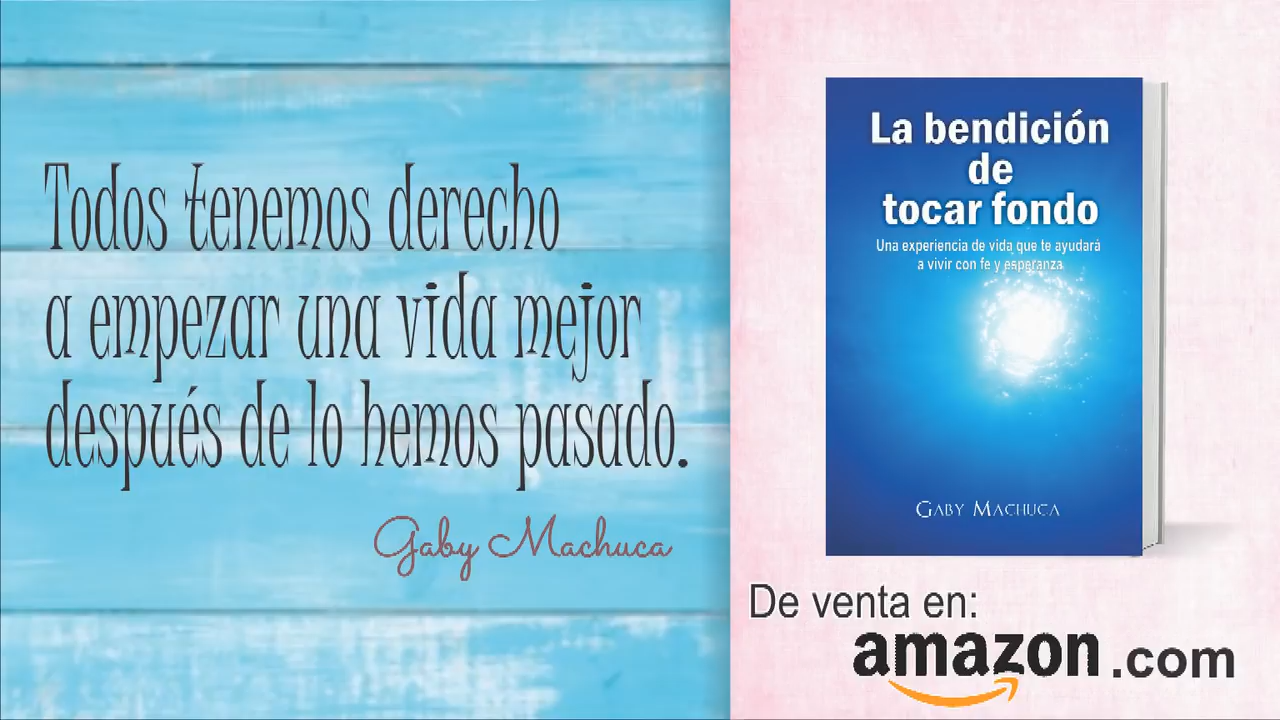 Todos tenemos derecho
a empezar una vida mejor
después de lo hemos pasado.
Gaby Machuca
La bendición
de
tocar fondo
Una experiencia de vida que te ayudará
a vivir con fe y esperanza
Gaby Machuca
De venta en:
amazon.com